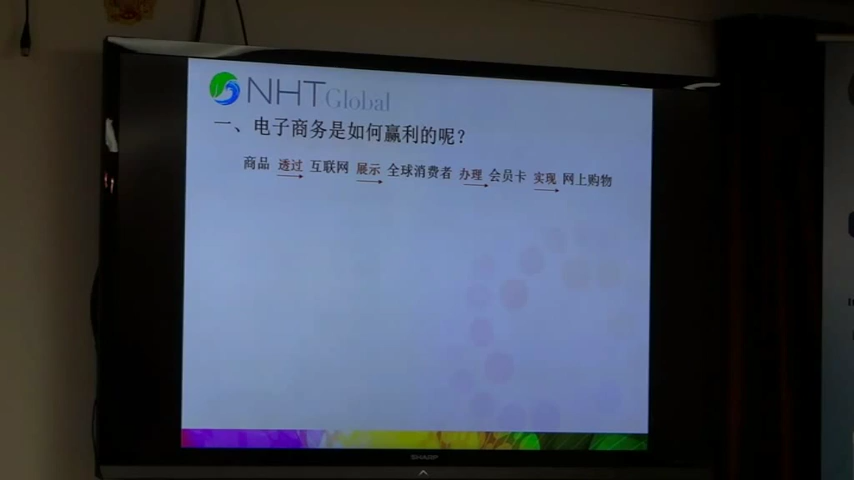 NHT Global
一、电子商务是如何赢利的呢？
商品 透过 互联网 展示 全球消费者 办理 会员卡 实现 网上购物
SHARP